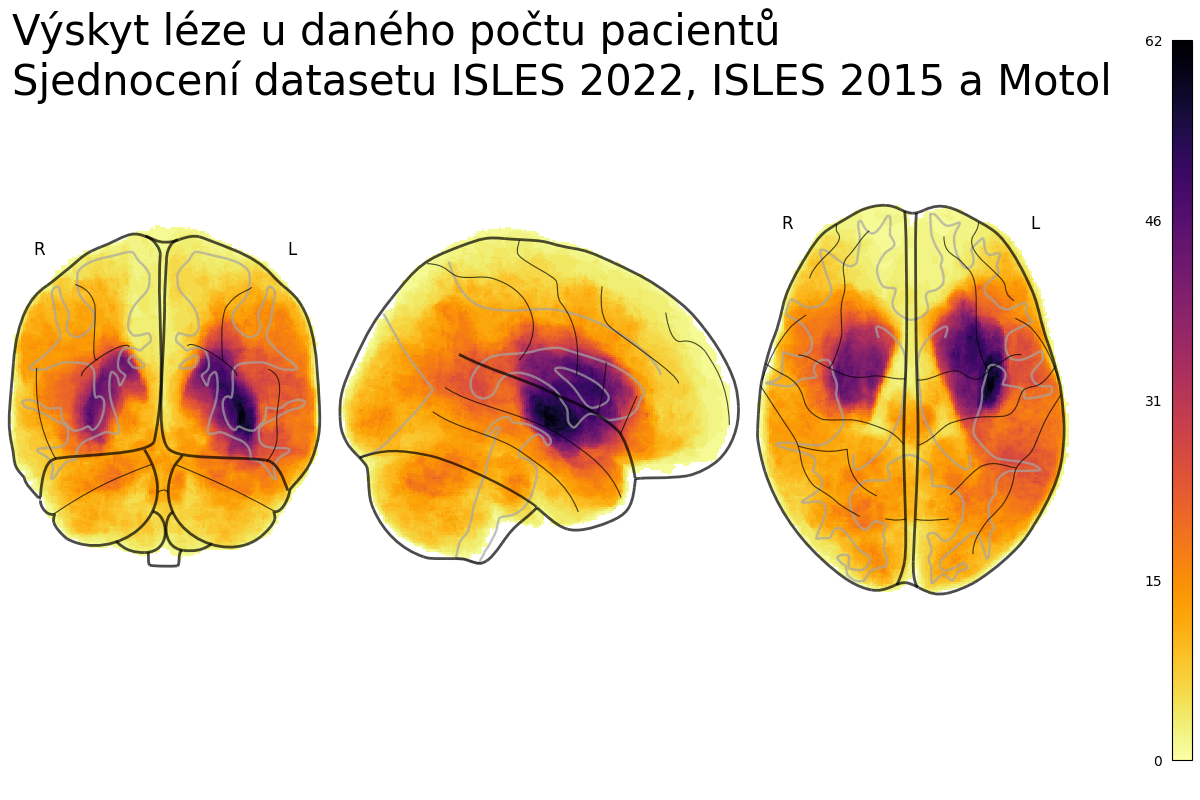 Výskyt léze u daného počtu pacientů
Sjednocení datasetu ISLES 2022, ISLES 2015 a Motol
62
R
L
R
L
46
31
15
0